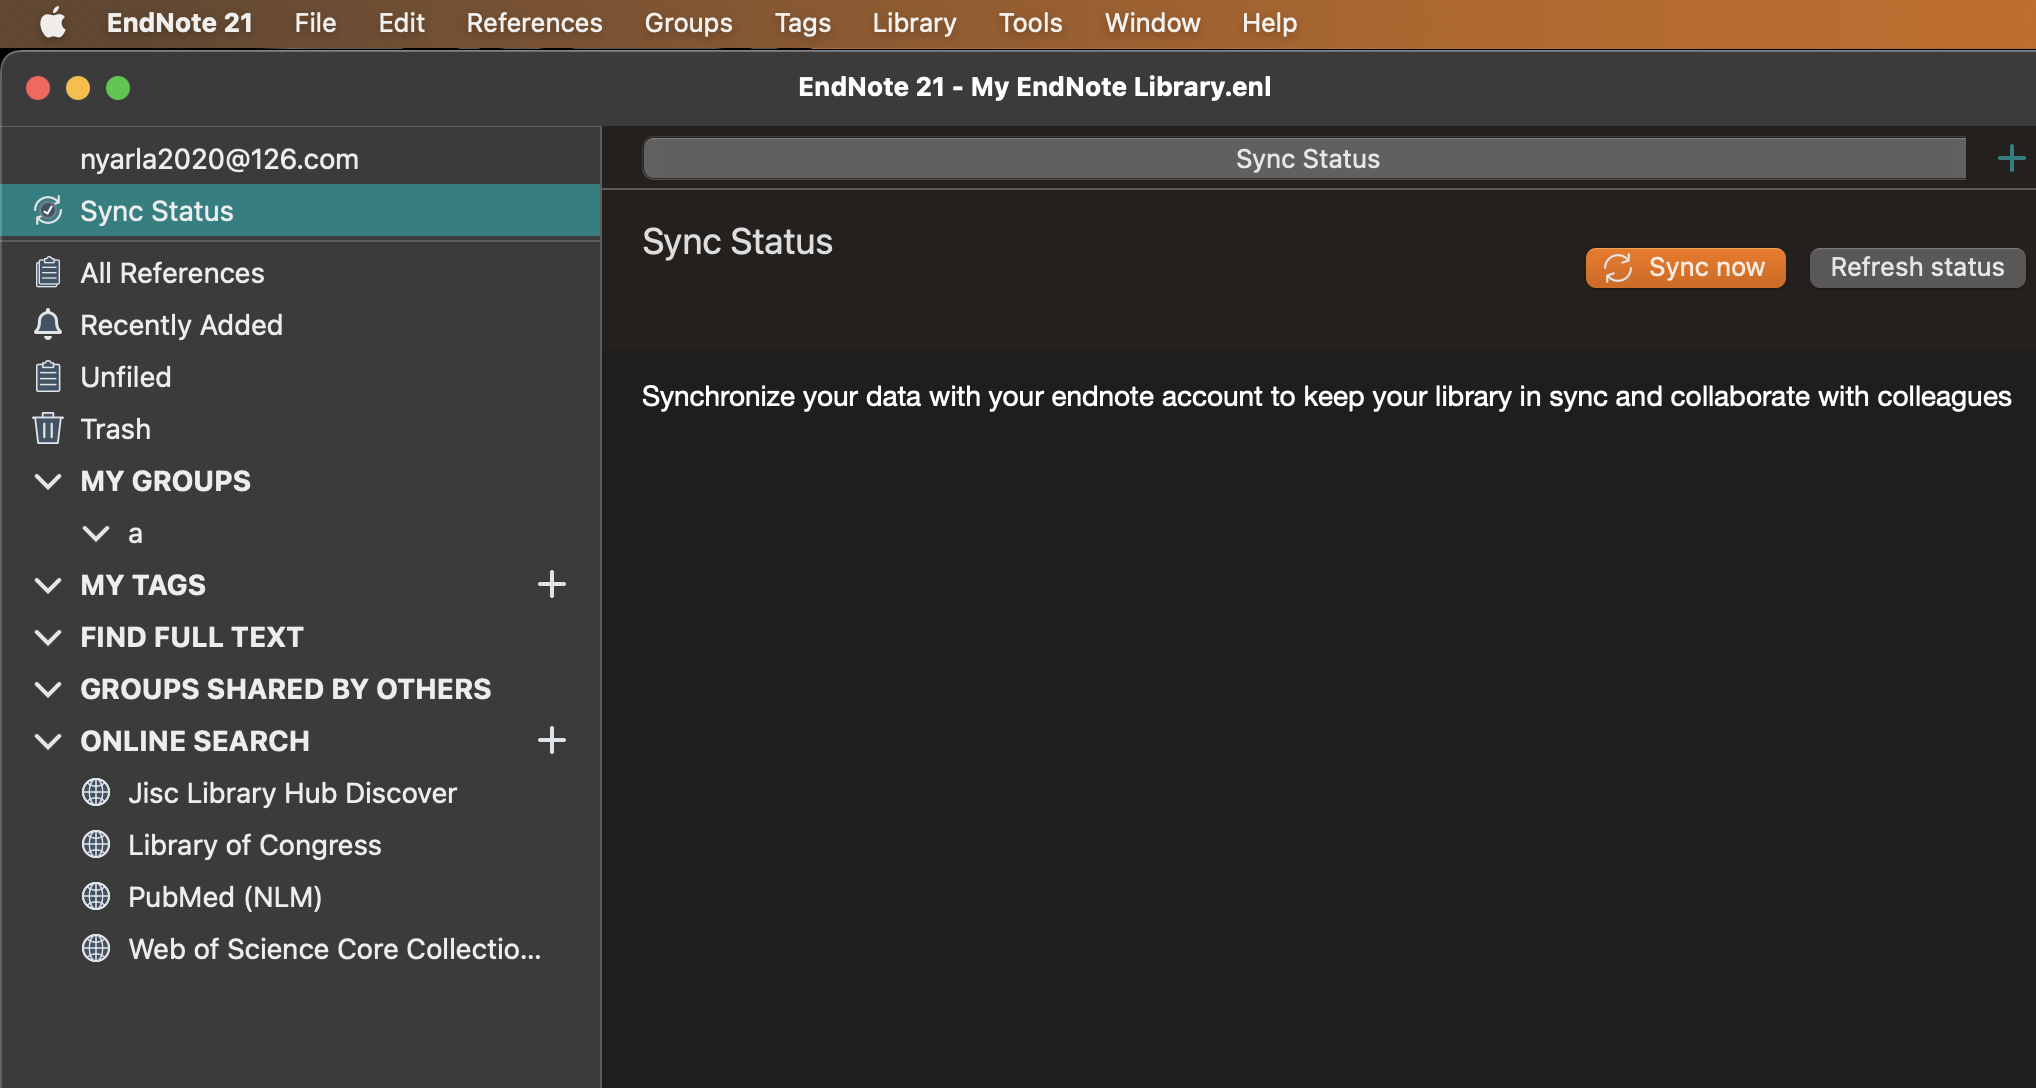 EndNote 21 File Edit References Groups Tags Library Tools Window Help
EndNote 21 - My EndNote Library.enl
nyarla2020@126.com
Sync Status
All References
Recently Added
Unfiled
Trash
MY GROUPS
a
MY TAGS
FIND FULL TEXT
GROUPS SHARED BY OTHERS
ONLINE SEARCH
Jisc Library Hub Discover
Library of Congress
PubMed (NLM)
Web of Science Core Collectio...
Sync Status
Sync Status
Sync now Refresh status
Synchronize your data with your endnote account to keep your library in sync and collaborate with colleagues